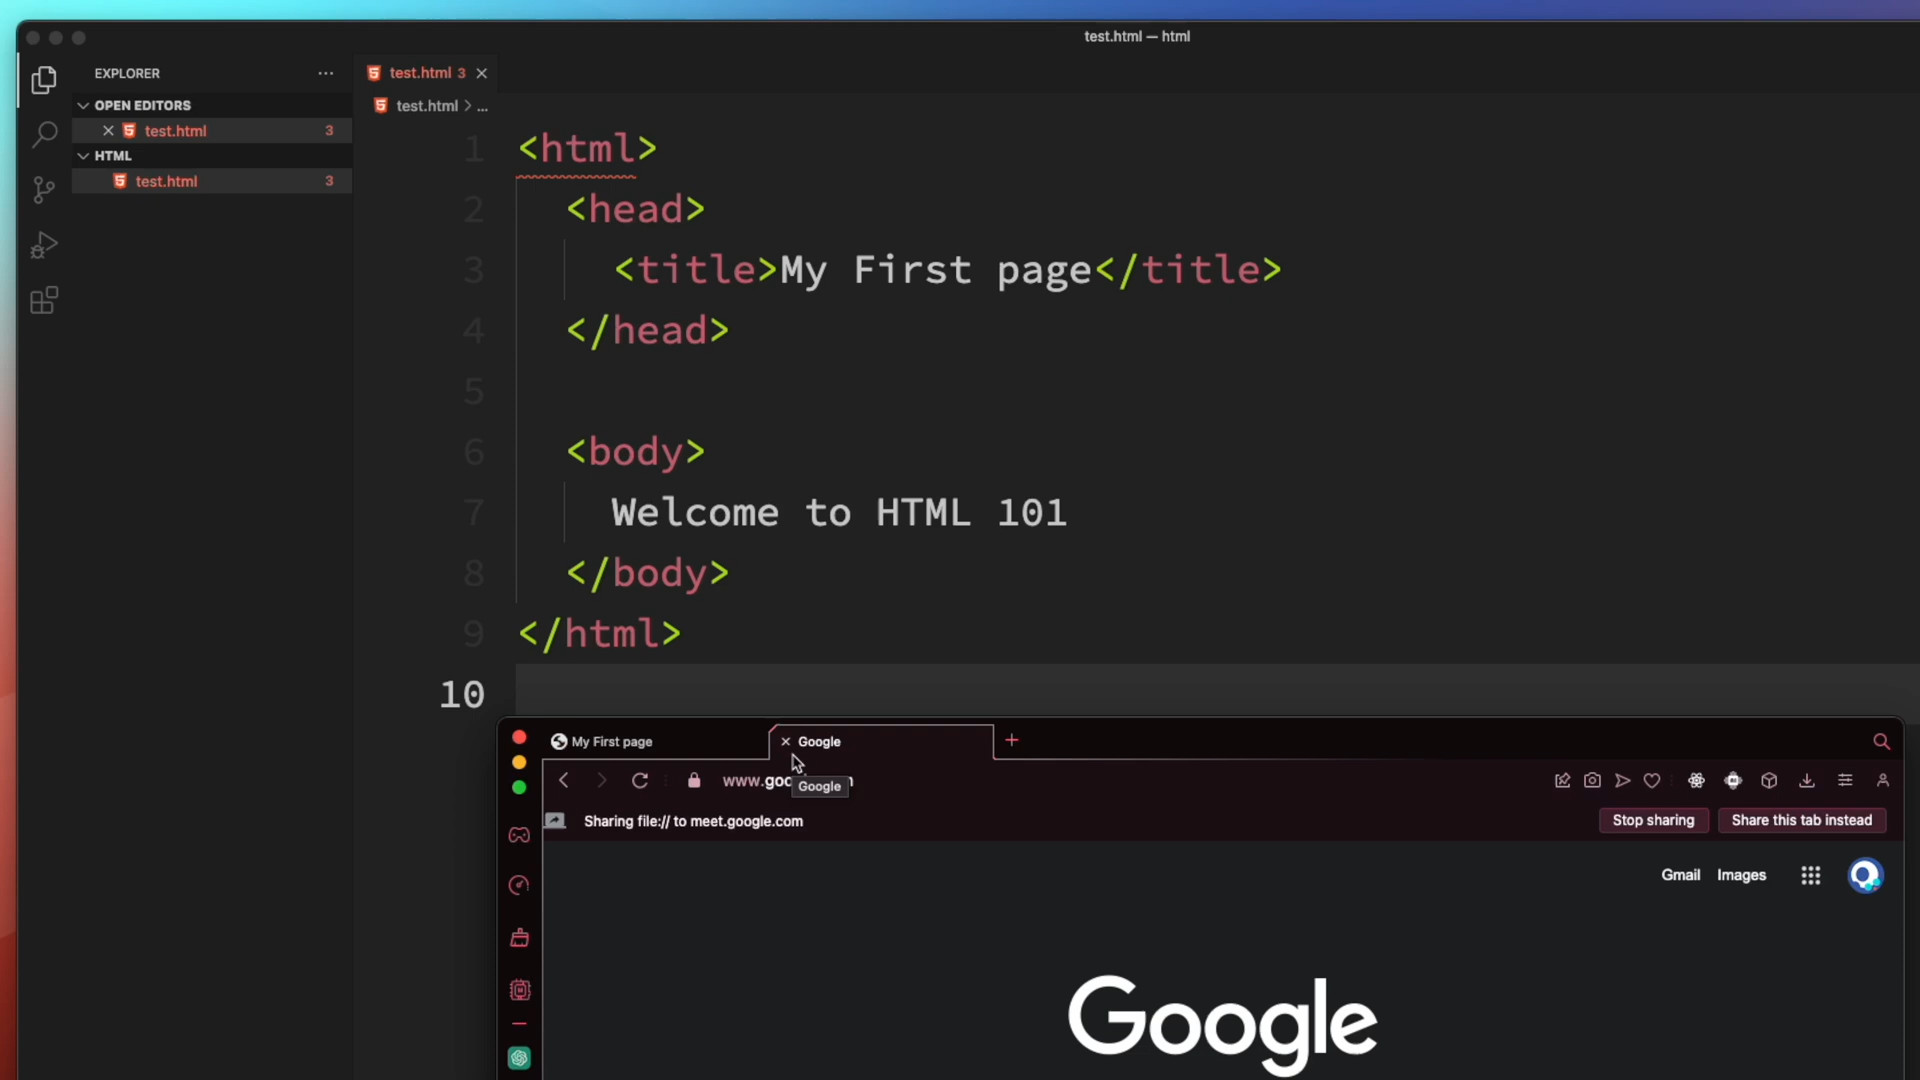 test.html — html
EXPLORER
OPEN EDITORS
test.html 3
HTML
test.html 3
test.html 3
test.html > ...
1 <html>
2 <head>
3 <title>My First page</title>
4 </head>
5
6 <body>
7 Welcome to HTML 101
8 </body>
9 </html>
10
My First page
Google
www.goo
Google
Sharing file:// to meet.google.com
Stop sharing
Share this tab instead
Gmail Images
Google